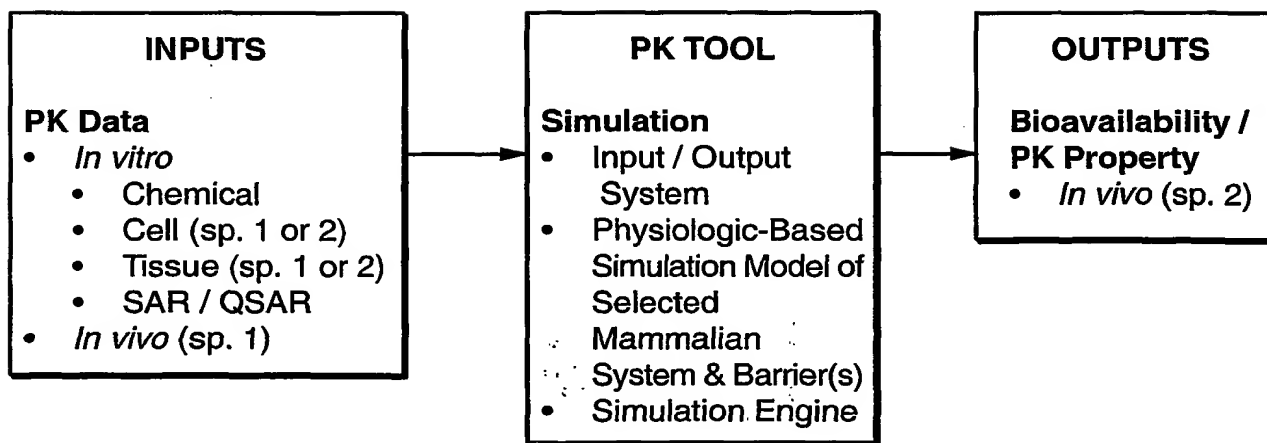 INPUTS
PK Data
• In vitro
• Chemical
• Cell (sp. 1 or 2)
• Tissue (sp. 1 or 2)
• SAR / QSAR
• In vivo (sp. 1)
PK TOOL
Simulation
• Input / Output
System
• Physiologic-Based
Simulation Model of
Selected
Mammalian
System & Barrier(s)
• Simulation Engine
OUTPUTS
Bioavailability /
PK Property
• In vivo (sp. 2)